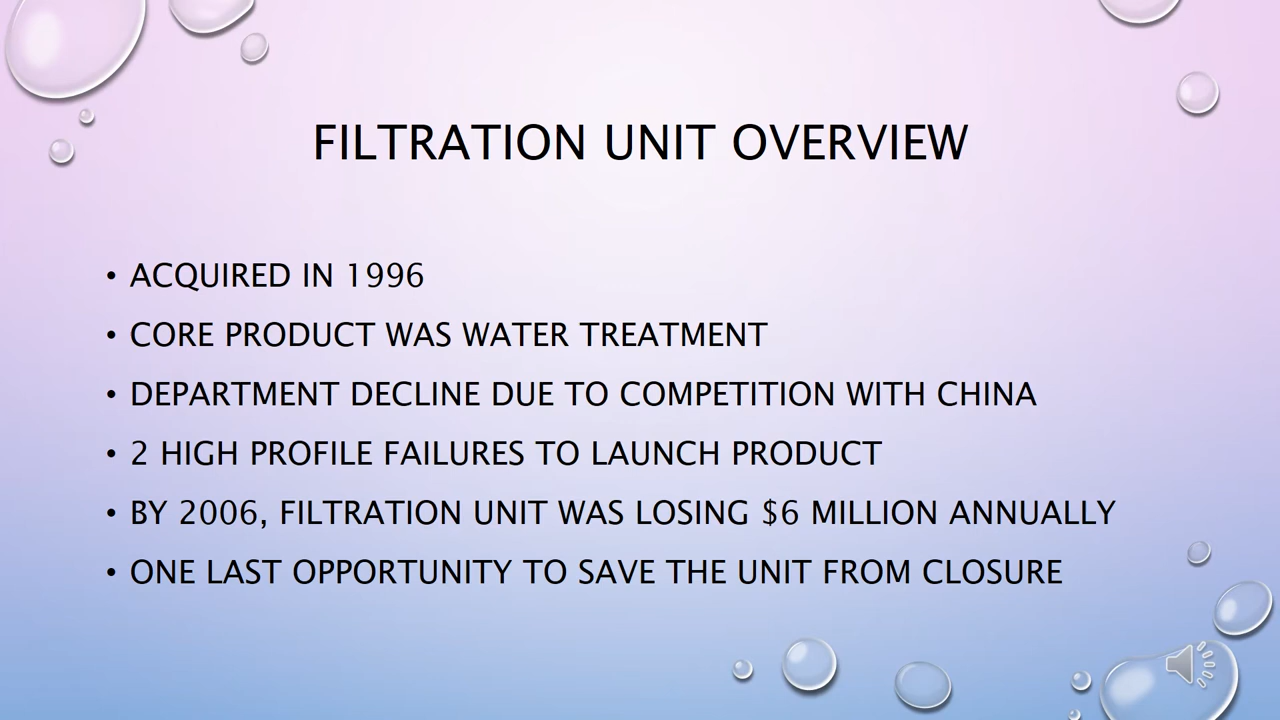 FILTRATION UNIT OVERVIEW
• ACQUIRED IN 1996
• CORE PRODUCT WAS WATER TREATMENT
• DEPARTMENT DECLINE DUE TO COMPETITION WITH CHINA
• 2 HIGH PROFILE FAILURES TO LAUNCH PRODUCT
• BY 2006, FILTRATION UNIT WAS LOSING $6 MILLION ANNUALLY
• ONE LAST OPPORTUNITY TO SAVE THE UNIT FROM CLOSURE